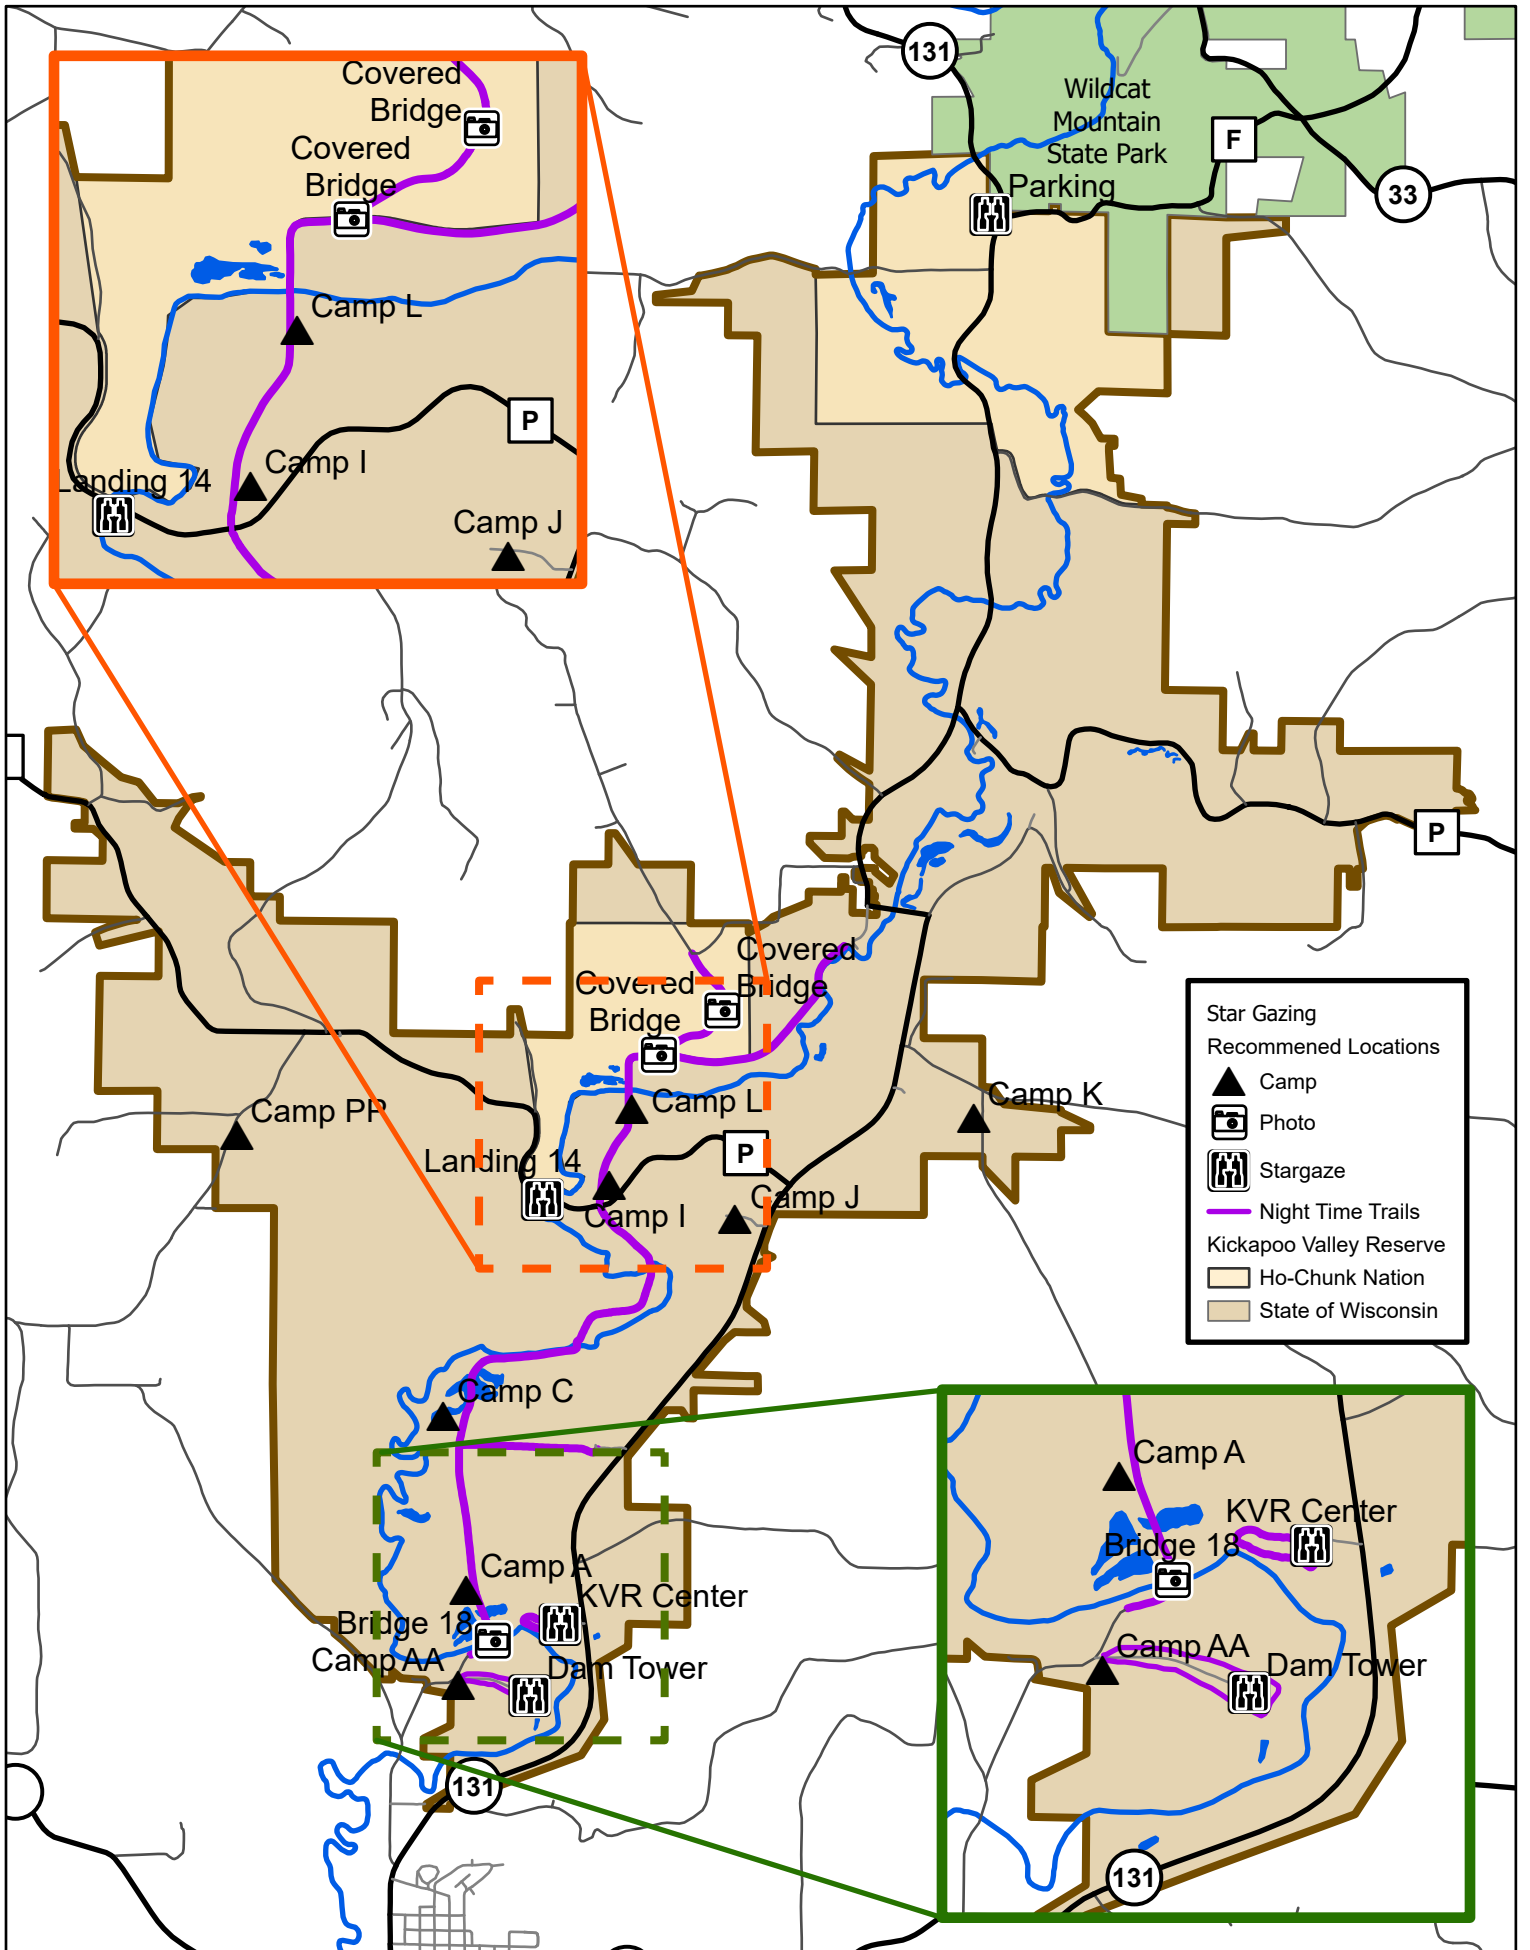 131
Wildcat
Mountain
State Park
F
33
Parking
Covered
Bridge
Covered
Bridge
Camp L
P
Camp I
Landing 14
Camp J
P
Covered
Bridge
Covered
Bridge
Camp L
Camp K
Camp PP
P
Landing 14
Camp J
Camp I
Star Gazing
Recommened Locations
Camp
Photo
Stargaze
Night Time Trails
Kickapoo Valley Reserve
Ho-Chunk Nation
State of Wisconsin
Camp C
Camp A
KVR Center
Bridge 18
Camp AA
Dam Tower
131
Camp A
KVR Center
Bridge 18
Camp AA
Dam Tower
131